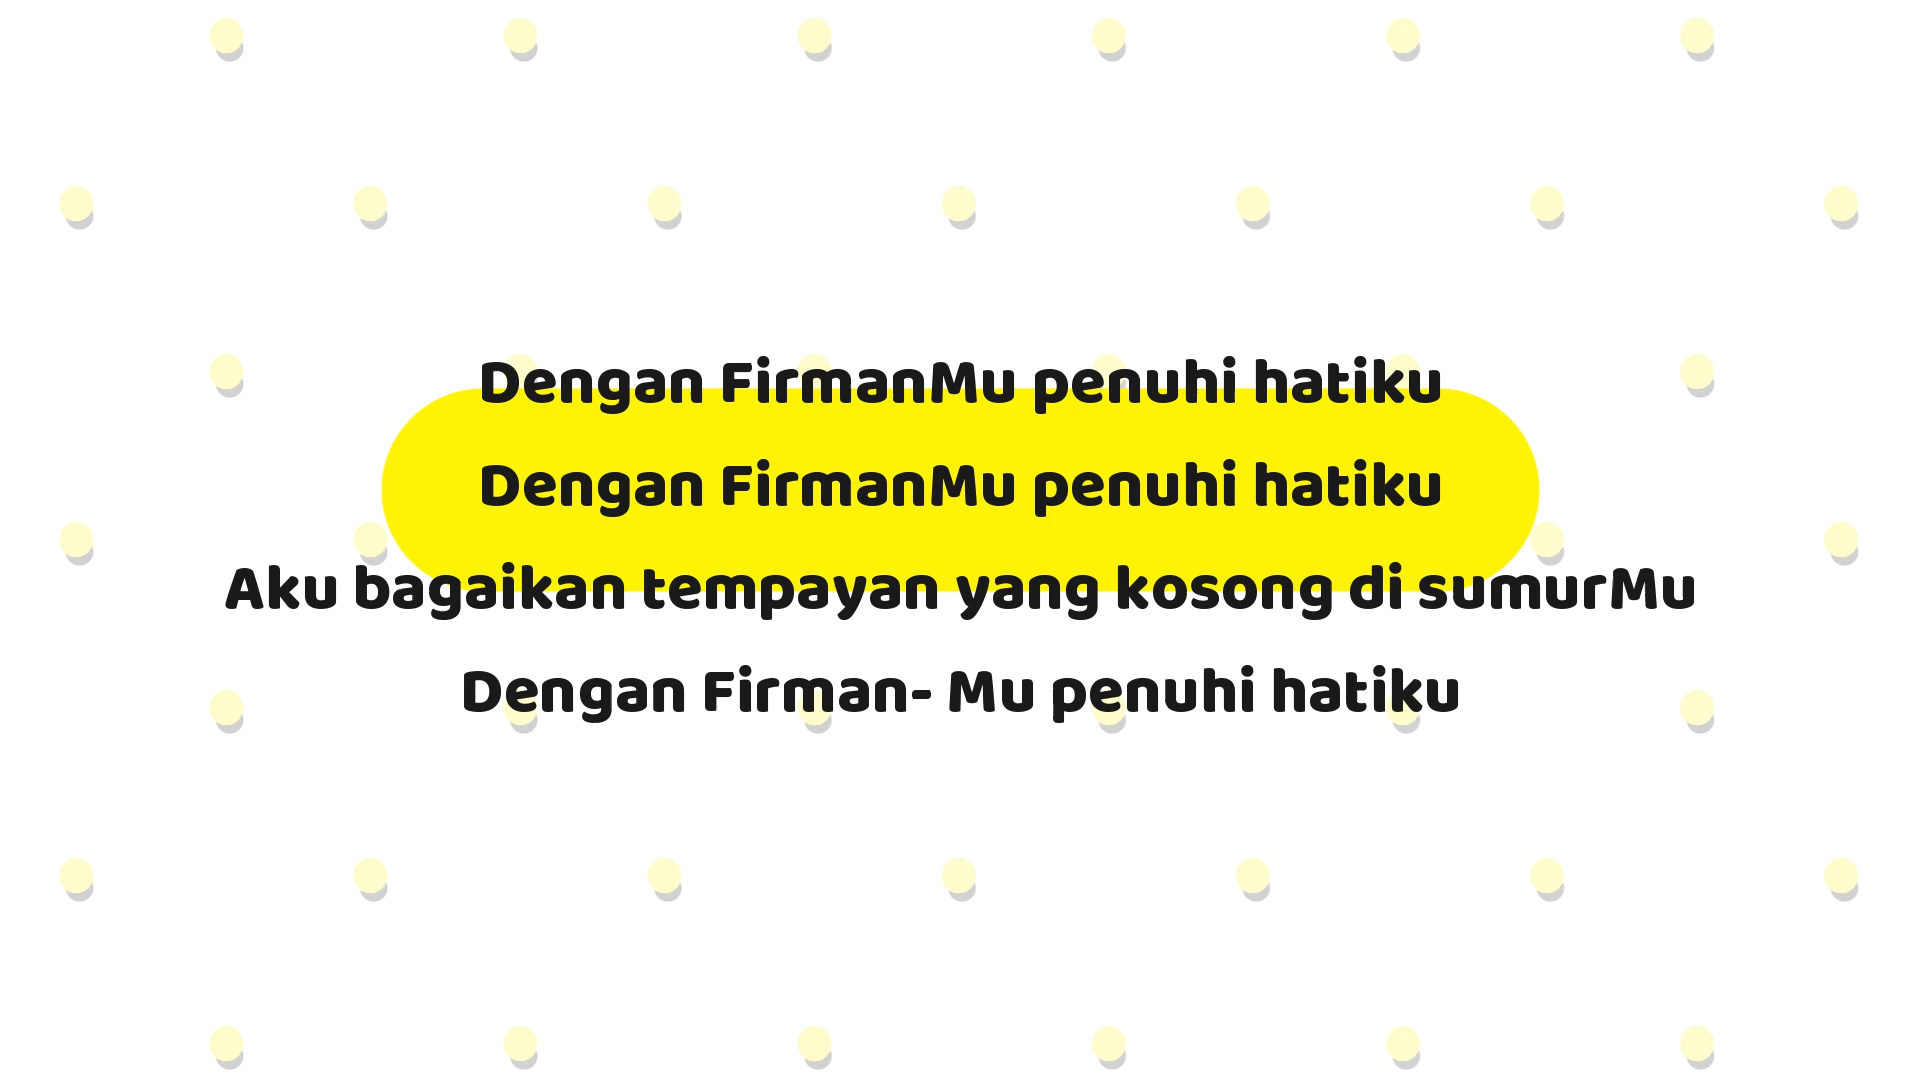 Dengan FirmanMu penuhi hatiku
Dengan FirmanMu penuhi hatiku
Aku bagaikan tempayan yang kosong di sumurMu
Dengan Firman- Mu penuhi hatiku